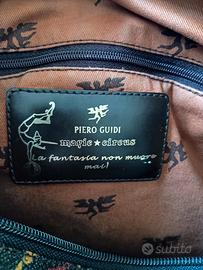 PIERO GUIDI
magic★circus
la fantasia non muore
mai!
subito